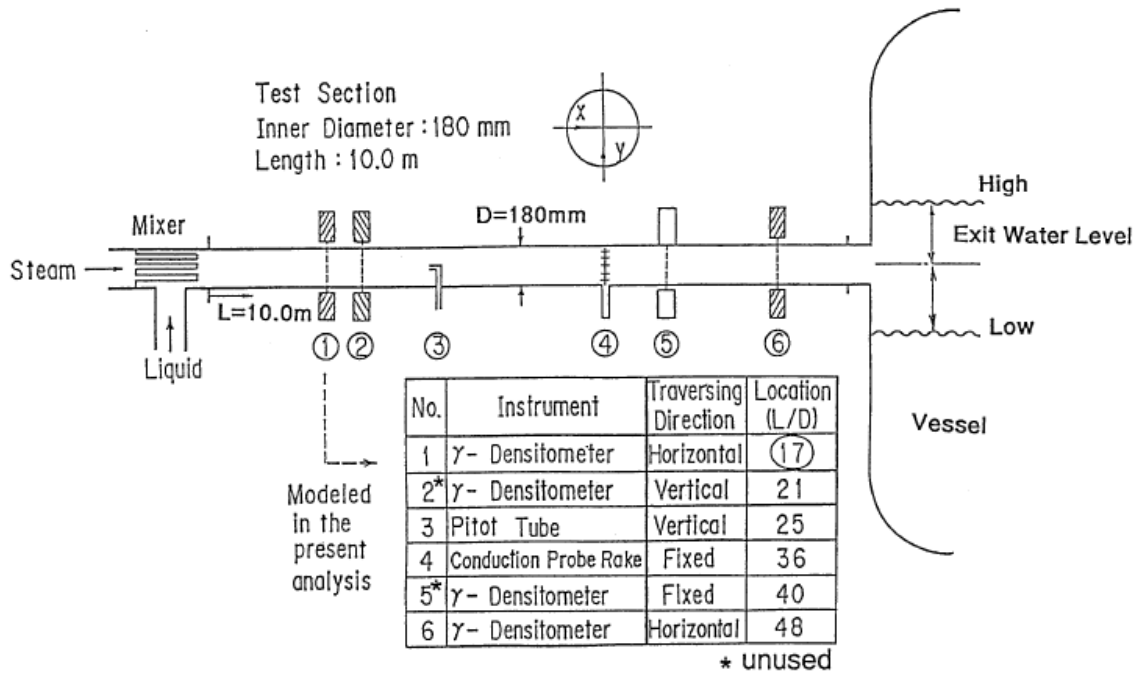 Test Section
Inner Diameter : 180 mm
Length : 10.0 m
X
Y
High
Exit Water Level
Low
Vessel
Mixer
D=180mm
Steam
L=10.0m
Liquid
① ② ③ ④ ⑤ ⑥
Modeled
in the
present
analysis
No. Instrument Traversing Direction Location (L/D)
1 γ- Densitometer Horizontal 17
2* γ- Densitometer Vertical 21
3 Pitot Tube Vertical 25
4 Conduction Probe Rake Fixed 36
5* γ- Densitometer Fixed 40
6 γ- Densitometer Horizontal 48
* unused